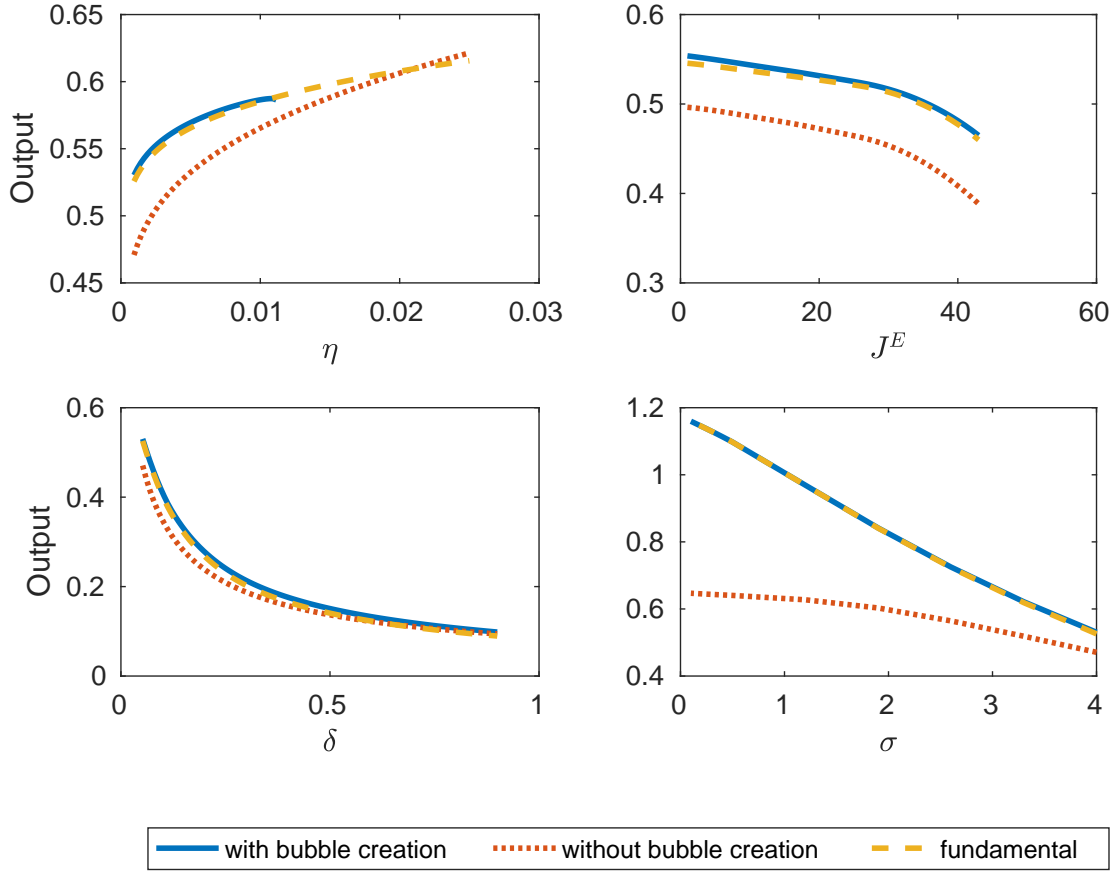 0.65
0.6
0.55
0.5
0.45
Output
0 0.01 0.02 0.03
η
0.6
0.5
0.4
0.3
0 20 40 60
J^E
0.6
0.4
0.2
0
Output
0 0.5 1
δ
1.2
1
0.8
0.6
0.4
0 1 2 3 4
σ
with bubble creation without bubble creation fundamental